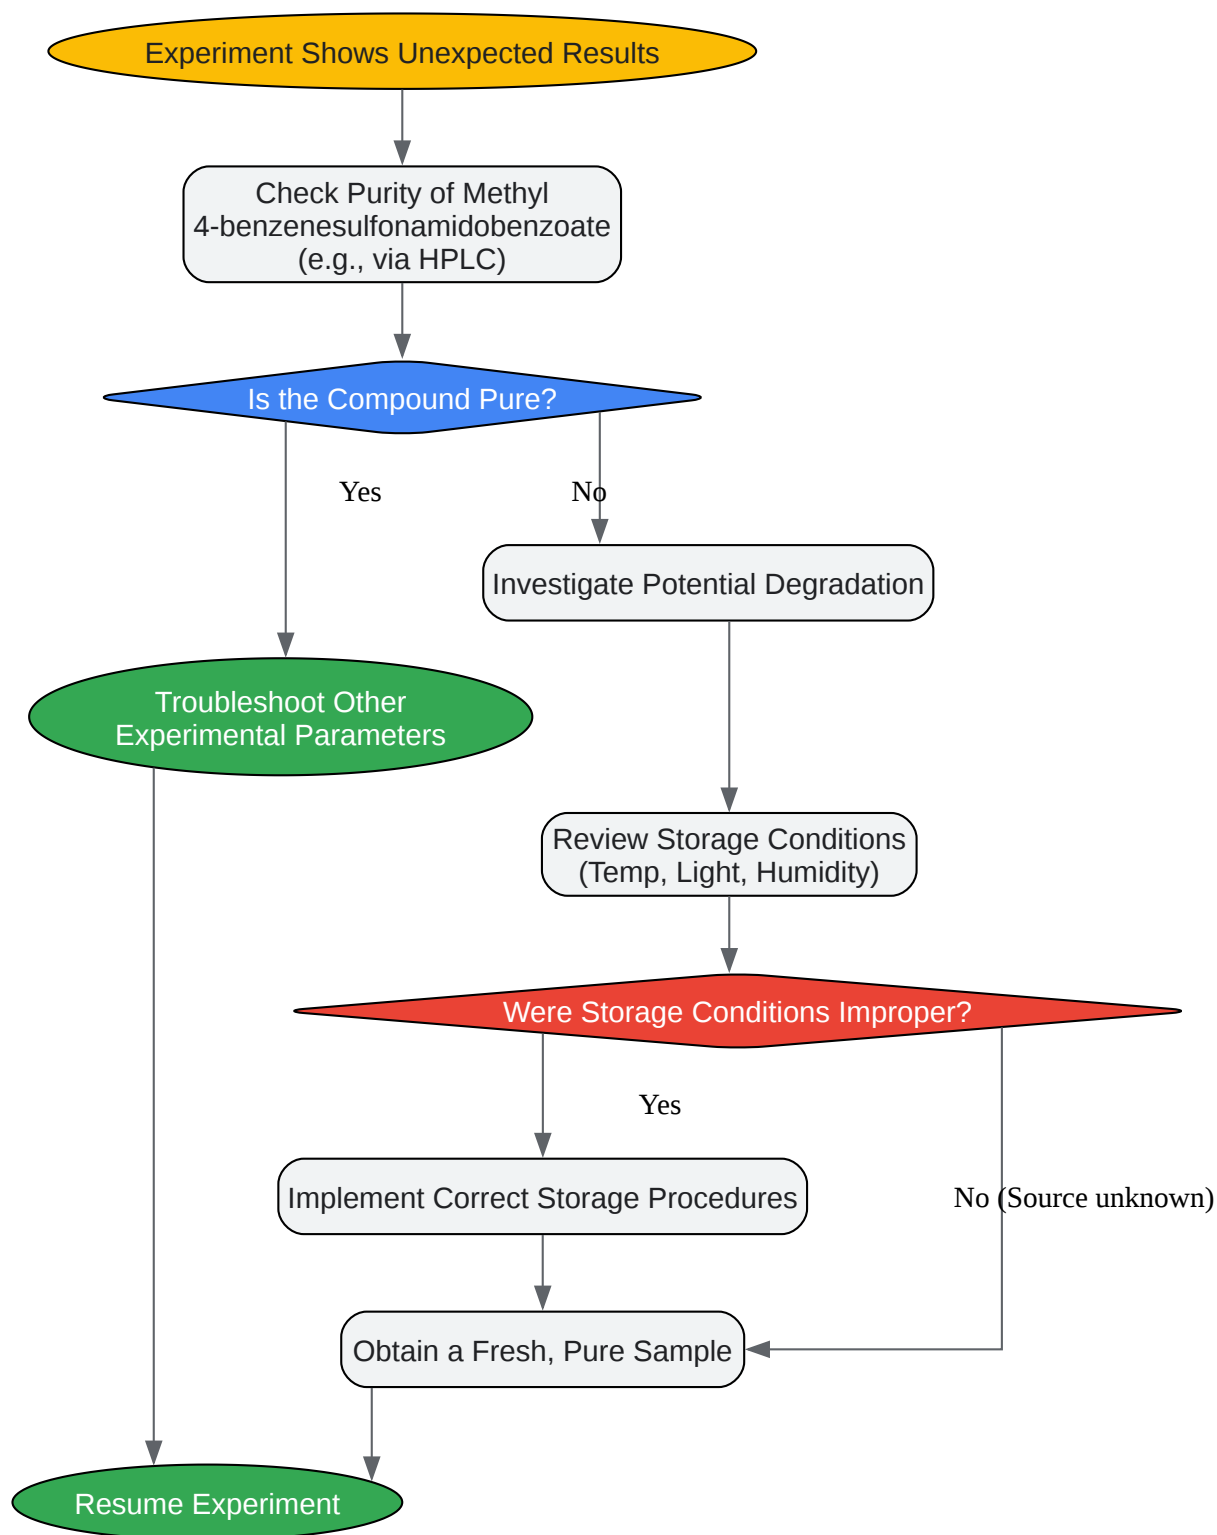 Experiment Shows Unexpected Results
Check Purity of Methyl
4-benzenesulfonamidobenzoate
(e.g., via HPLC)
Is the Compound Pure?
Yes
No
Investigate Potential Degradation
Troubleshoot Other
Experimental Parameters
Review Storage Conditions
(Temp, Light, Humidity)
Were Storage Conditions Improper?
Yes
Implement Correct Storage Procedures
No (Source unknown)
Obtain a Fresh, Pure Sample
Resume Experiment